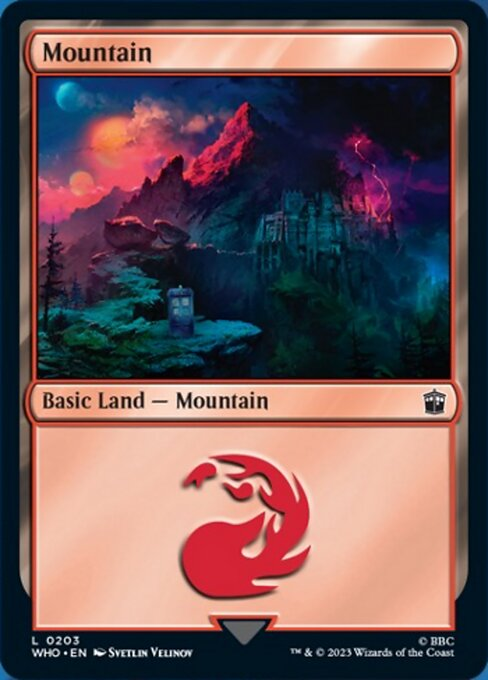 Mountain
Basic Land — Mountain
L 0203
© BBC
WHO • EN Svetlin Velinov
™ & © 2023 Wizards of the Coast